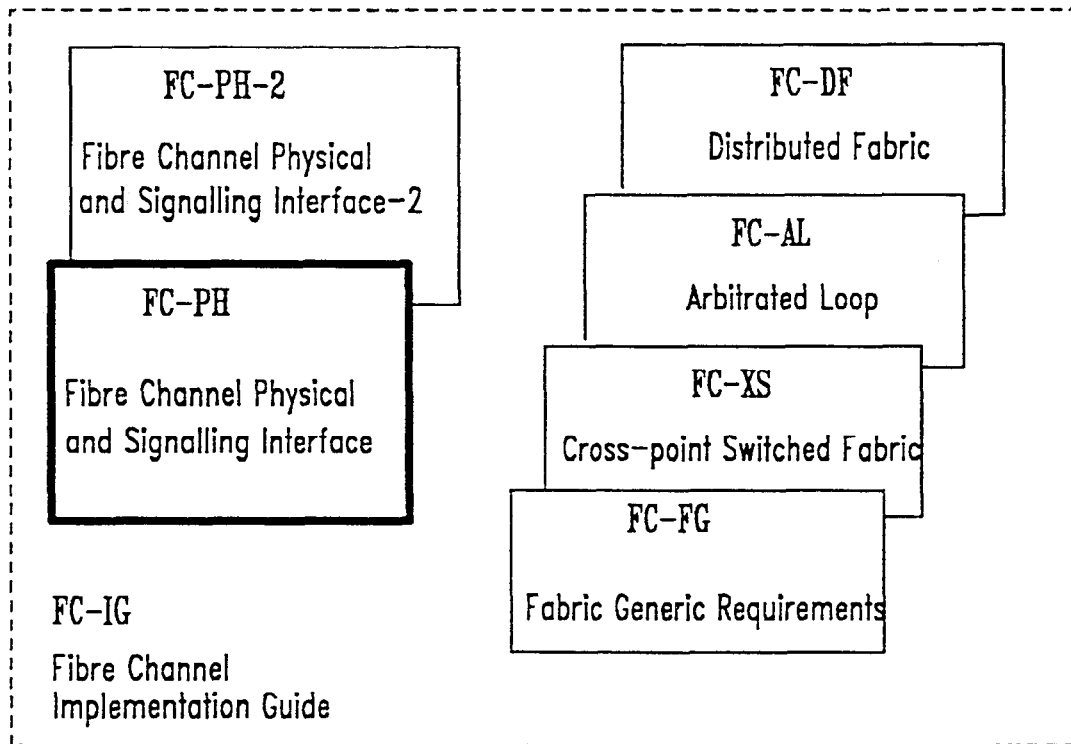 FC-PH-2
Fibre Channel Physical
and Signalling Interface-2
FC-PH
Fibre Channel Physical
and Signalling Interface
FC-IG
Fibre Channel
Implementation Guide
FC-DF
Distributed Fabric
FC-AL
Arbitrated Loop
FC-XS
Cross-point Switched Fabric
FC-FG
Fabric Generic Requirements